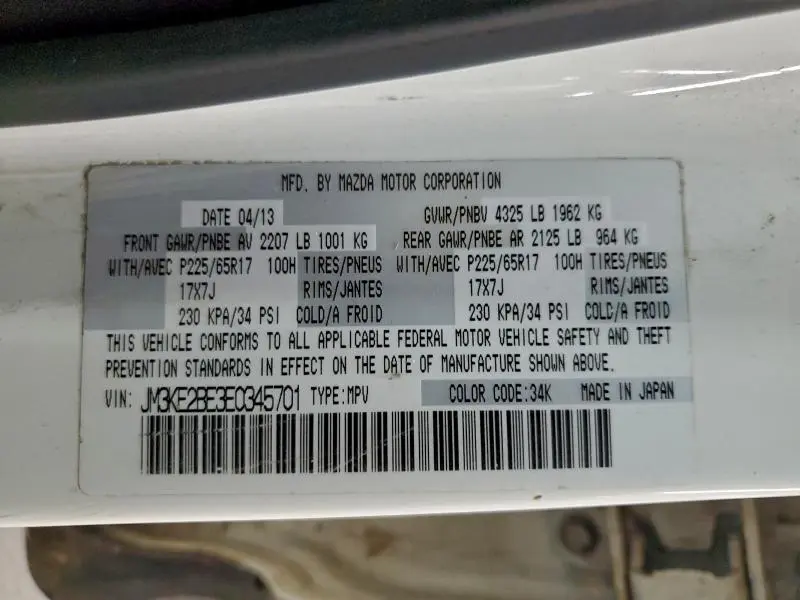 MFD. BY MAZDA MOTOR CORPORATION
DATE 04/13 GVWR/PNBV 4325 LB 1962 KG
FRONT GAWR/PNBE AV 2207 LB 1001 KG REAR GAWR/PNBE AR 2125 LB 964 KG
WITH/AVEC P225/65R17 100H TIRES/PNEUS WITH/AVEC P225/65R17 100H TIRES/PNEUS
17X7J RIMS/JANTES 17X7J RIMS/JANTES
230 KPA/34 PSI COLD/A FROID 230 KPA/34 PSI COLD/A FROID
THIS VEHICLE CONFORMS TO ALL APPLICABLE FEDERAL MOTOR VEHICLE SAFETY AND THEFT
PREVENTION STANDARDS IN EFFECT ON THE DATE OF MANUFACTURE SHOWN ABOVE.
VIN: JM3KE2BE3E0345701 TYPE:MPV COLOR CODE:34K MADE IN JAPAN